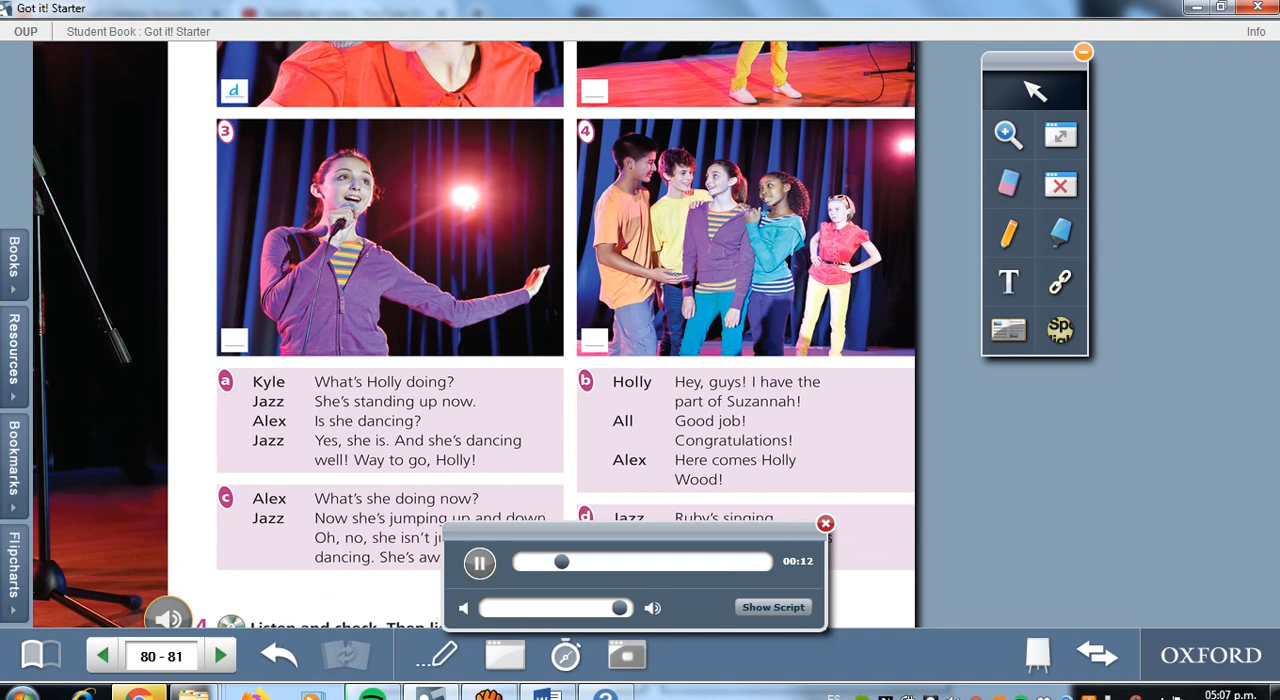 Got it! Starter
OUP
Student Book : Got it! Starter
Info
d
3
4
Books
Resources
Bookmarks
Flipcharts
T
a
Kyle What's Holly doing?
Jazz She's standing up now.
Alex Is she dancing?
Jazz Yes, she is. And she's dancing
well! Way to go, Holly!
b
Holly Hey, guys! I have the
part of Suzannah!
All Good job!
Congratulations!
Alex Here comes Holly
Wood!
c
Alex What's she doing now?
Jazz Now she's jumping up and down.
Oh, no, she isn't
dancing. She's
d
Jazz Ruby's singing
00:12
Show Script
4 Listen and check. Then
80 - 81
OXFORD
ES
05:07 p.m.